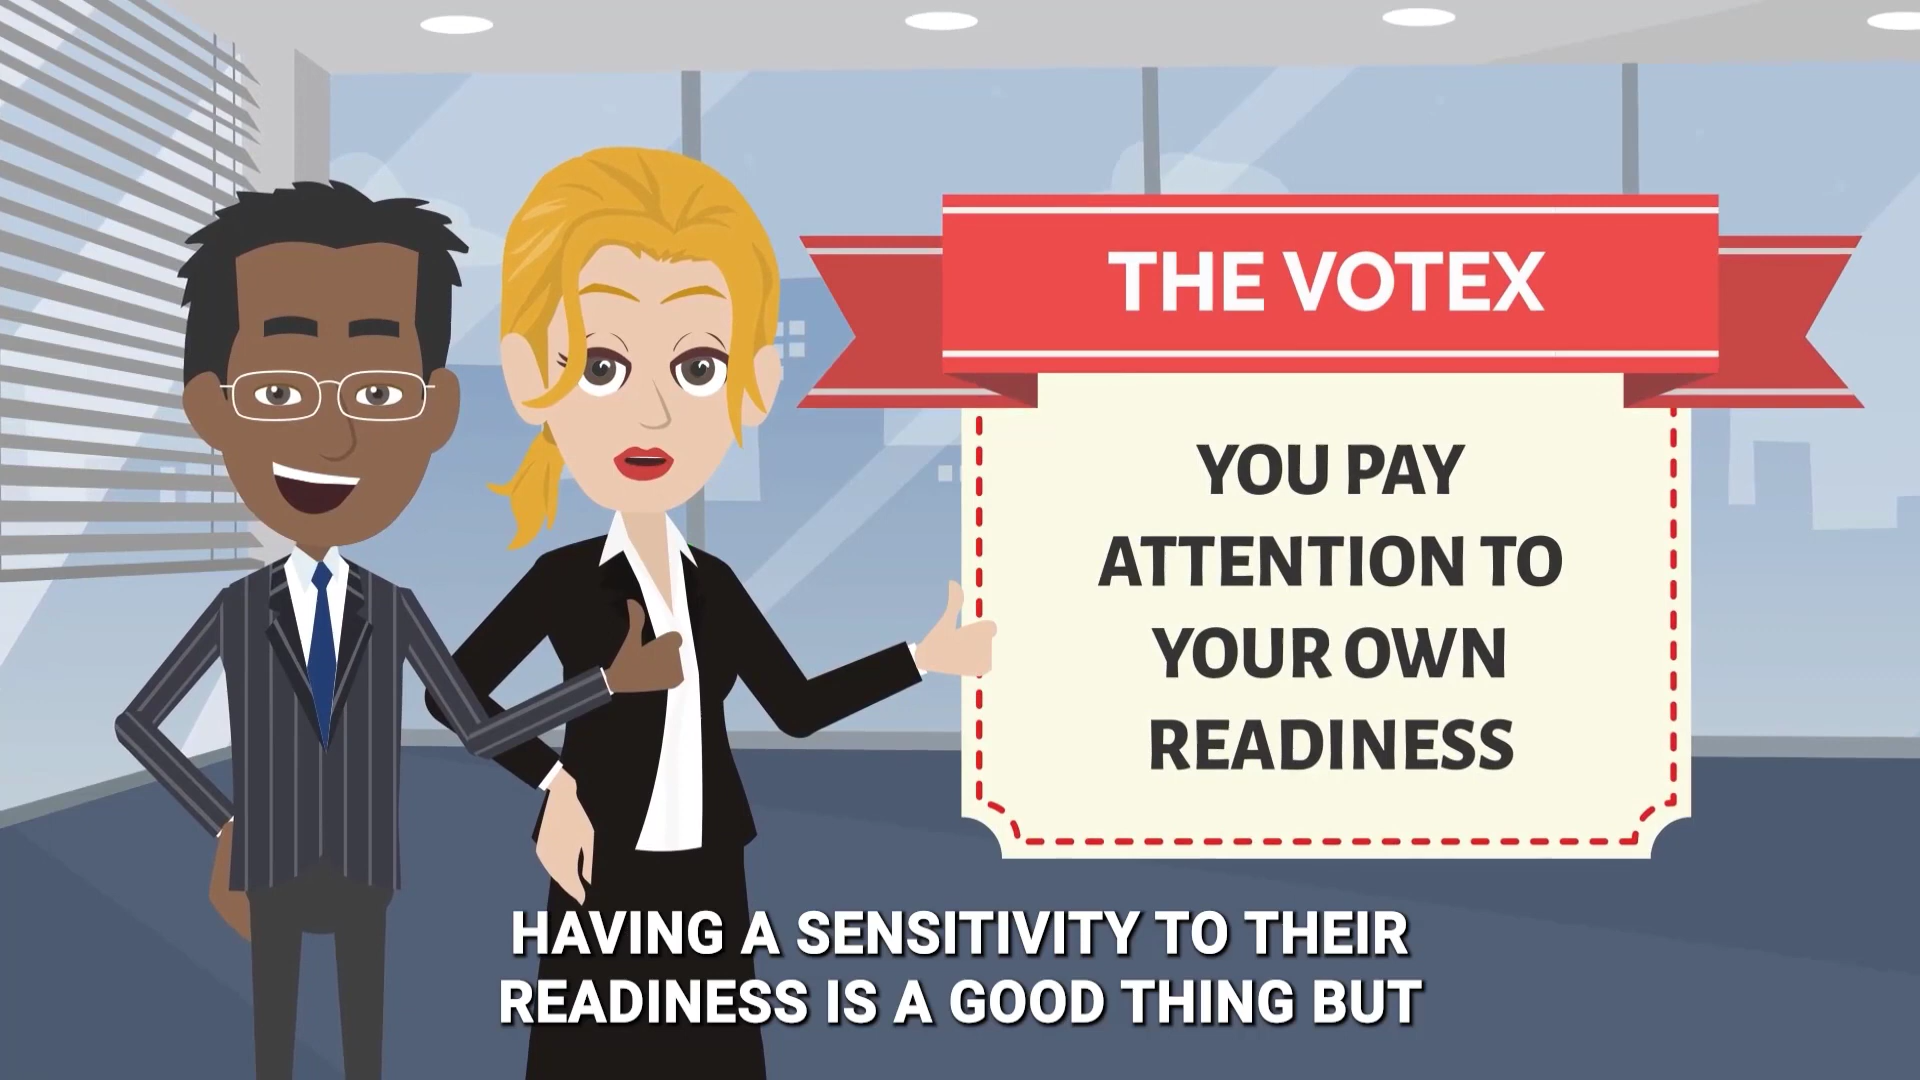 THE VOTEX
YOU PAY
ATTENTION TO
YOUR OWN
READINESS
HAVING A SENSITIVITY TO THEIR
READINESS IS A GOOD THING BUT